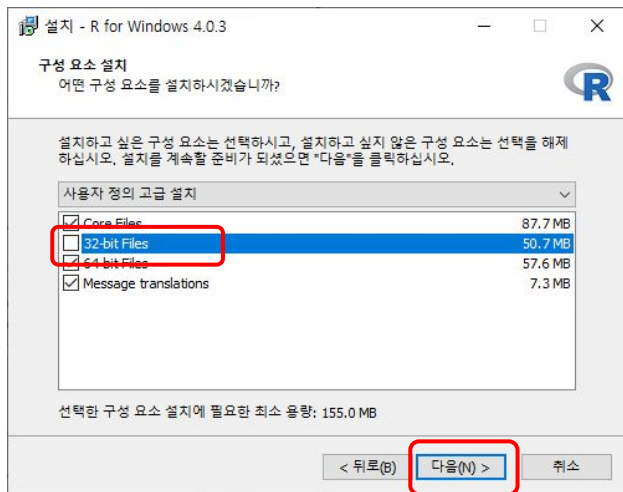 설치 - R for Windows 4.0.3
구성 요소 설치
어떤 구성 요소를 설치하시겠습니까?
R
설치하고 싶은 구성 요소는 선택하시고, 설치하고 싶지 않은 구성 요소는 선택을 해제
하십시오. 설치를 계속할 준비가 되셨으면 "다음"을 클릭하십시오.
사용자 정의 고급 설치
Core Files 87.7 MB
32-bit Files 50.7 MB
64-bit Files 57.6 MB
Message translations 7.3 MB
선택한 구성 요소 설치에 필요한 최소 용량: 155.0 MB
< 뒤로(B) 다음(N) > 취소